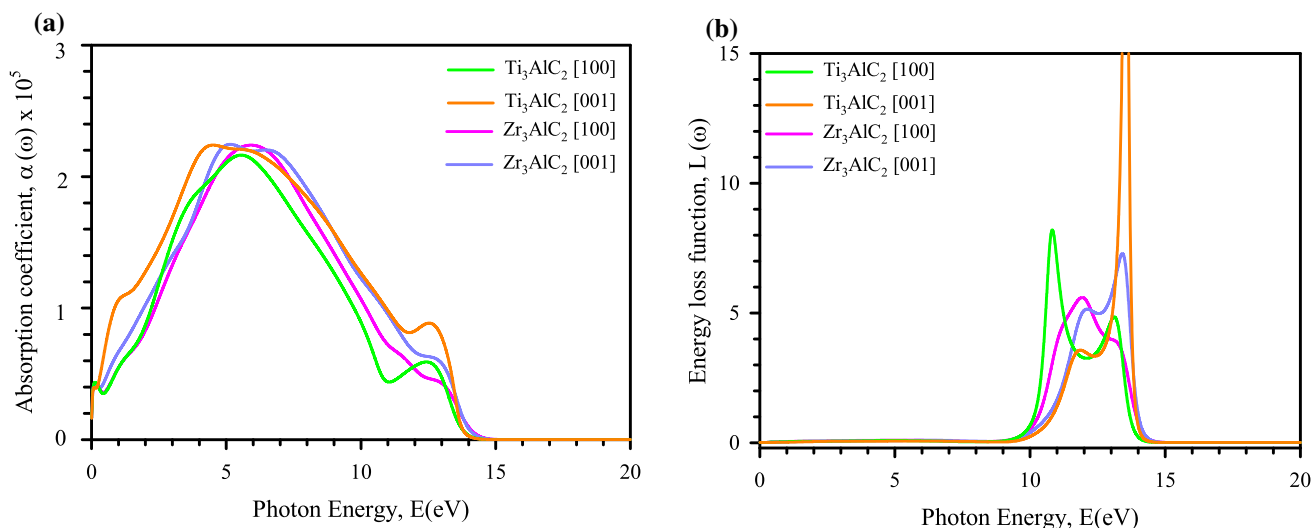 (a)
Absorption coefficient, α (ω) x 10⁵
3
2
1
0
Ti₃AlC₂ [100]
Ti₃AlC₂ [001]
Zr₃AlC₂ [100]
Zr₃AlC₂ [001]
0 5 10 15 20
Photon Energy, E(eV)
(b)
Energy loss function, L (ω)
15
10
5
0
Ti₃AlC₂ [100]
Ti₃AlC₂ [001]
Zr₃AlC₂ [100]
Zr₃AlC₂ [001]
0 5 10 15 20
Photon Energy, E(eV)